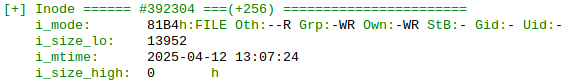 [+] Inode ====== #392304 ===(+256) =======================
i_mode: 81B4h:FILE Oth:--R Grp:-WR Own:-WR StB:- Gid:- Uid:-
i_size_lo: 13952
i_mtime: 2025-04-12 13:07:24
i_size_high: 0 h